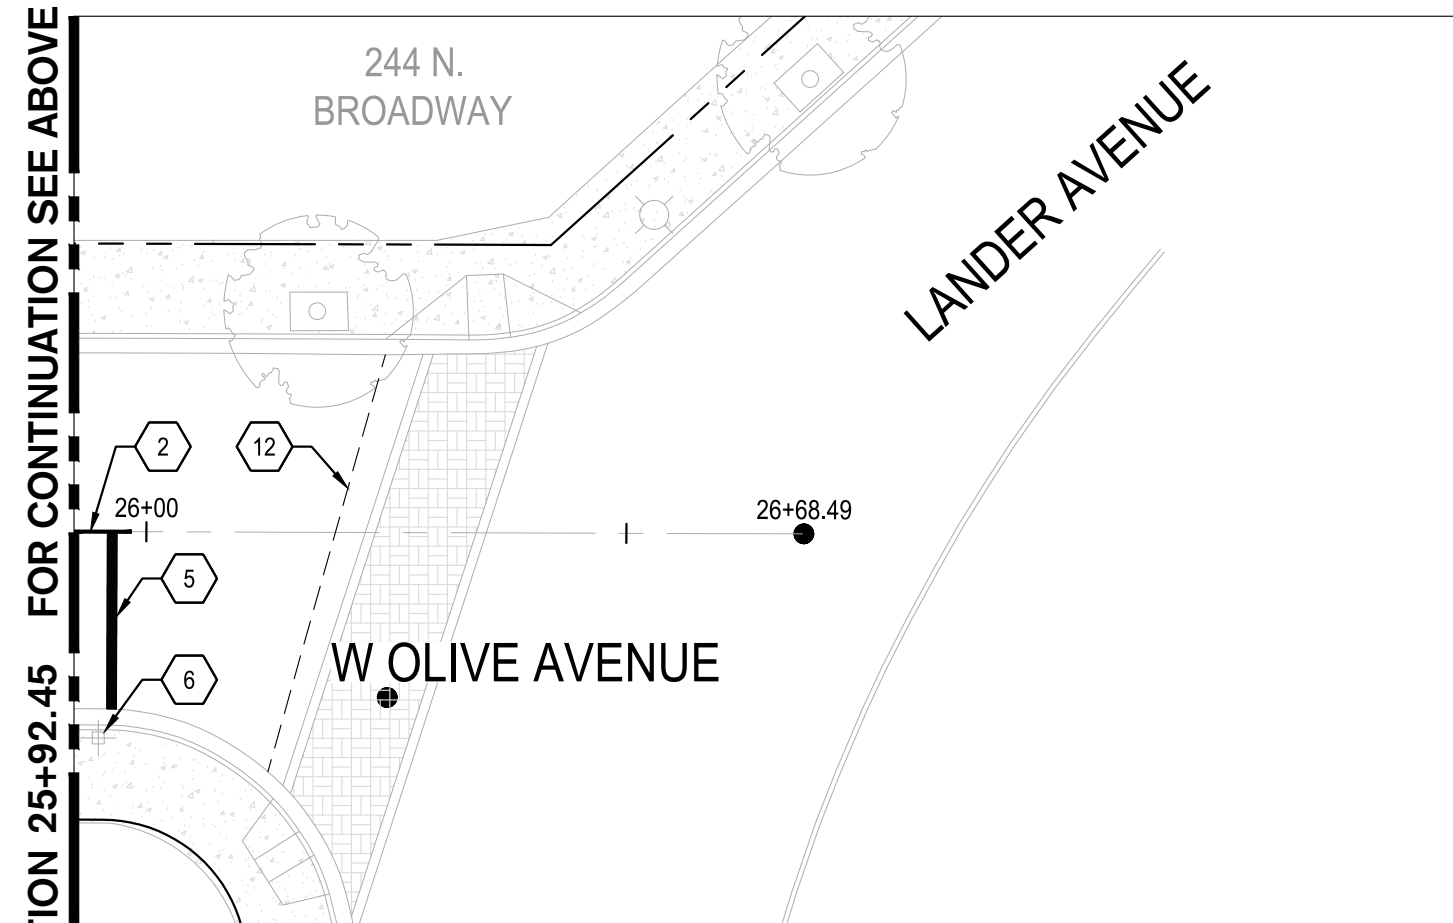 244 N.
BROADWAY
LANDER AVENUE
FOR CONTINUATION SEE ABOVE
25+92.45
2
12
26+00
26+68.49
5
W OLIVE AVENUE
6